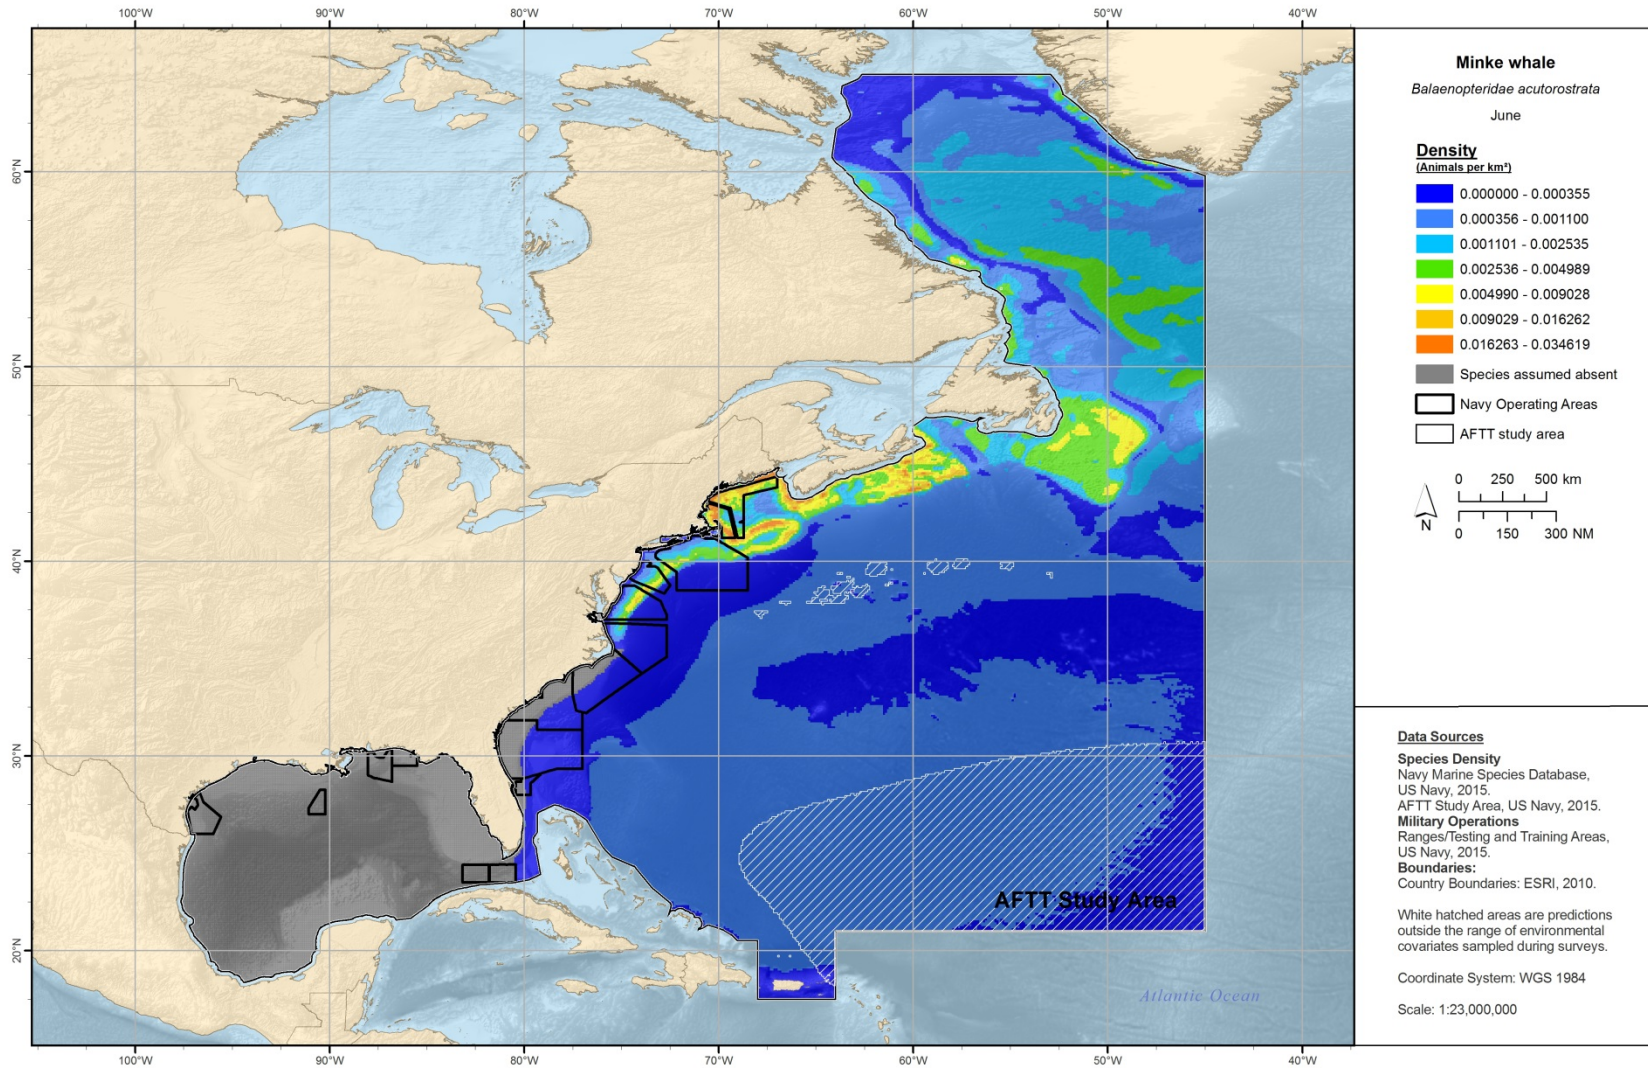 100°W 90°W 80°W 70°W 60°W 50°W 40°W
60°N
50°N
40°N
30°N
20°N
AFTT Study Area
Atlantic Ocean
100°W 90°W 80°W 70°W 60°W 50°W 40°W
Minke whale
Balaenopteridae acutorostrata
June
Density
(Animals per km²)
0.000000 - 0.000355
0.000356 - 0.001100
0.001101 - 0.002535
0.002536 - 0.004989
0.004990 - 0.009028
0.009029 - 0.016262
0.016263 - 0.034619
Species assumed absent
Navy Operating Areas
AFTT study area
N
0 250 500 km
0 150 300 NM
Data Sources
Species Density
Navy Marine Species Database,
US Navy, 2015.
AFTT Study Area, US Navy, 2015.
Military Operations
Ranges/Testing and Training Areas,
US Navy, 2015.
Boundaries:
Country Boundaries: ESRI, 2010.
White hatched areas are predictions
outside the range of environmental
covariates sampled during surveys.
Coordinate System: WGS 1984
Scale: 1:23,000,000